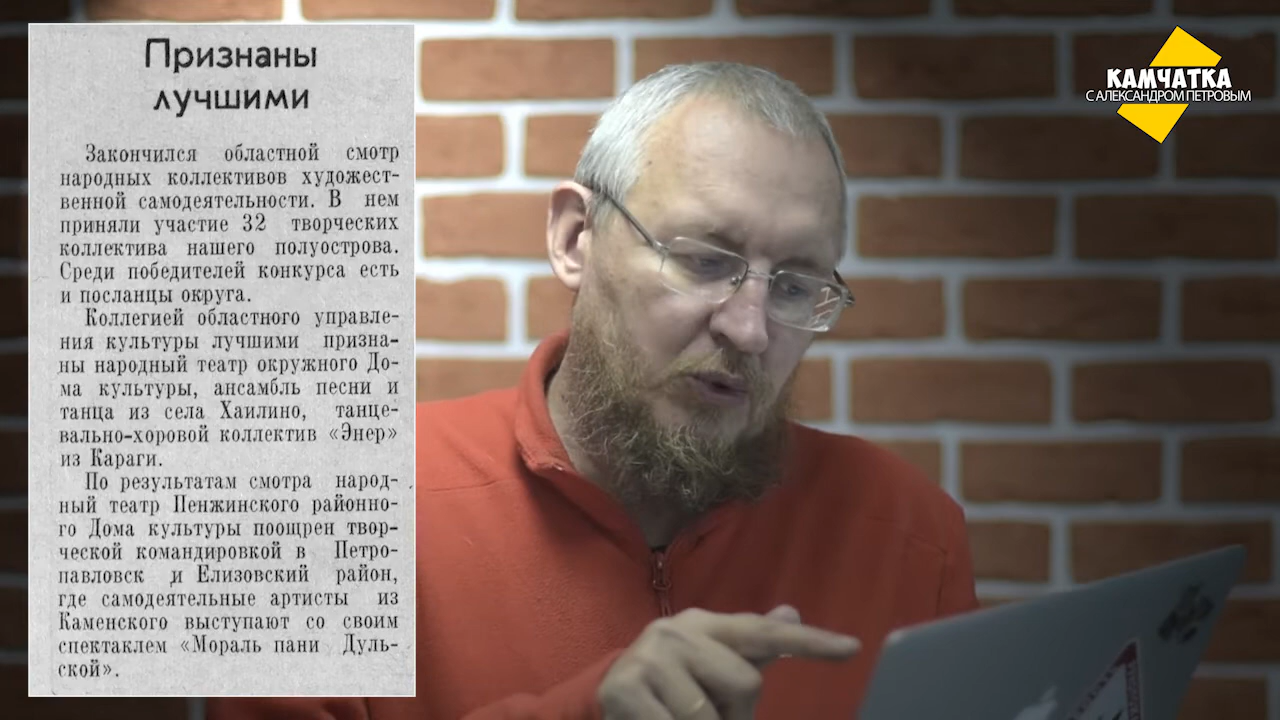 Признаны
лучшими
Закончился областной смотр
народных коллективов художест-
венной самодеятельности. В нем
приняли участие 32 творческих
коллектива нашего полуострова.
Среди победителей конкурса есть
и посланцы округа.
Коллегией областного управле-
ния культуры лучшими призна-
ны народный театр окружного До-
ма культуры, ансамбль песни и
танца из села Хаилино, танце-
вально-хоровой коллектив «Энер»
из Караги.
По результатам смотра народ-
ный театр Пенжинского районно-
го Дома культуры поощрен твор-
ческой командировкой в Петро-
павловск и Елизовский район,
где самодеятельные артисты из
Каменского выступают со своим
спектаклем «Мораль пани Дуль-
ской».
КАМЧАТКА
С АЛЕКСАНДРОМ ПЕТРОВЫМ